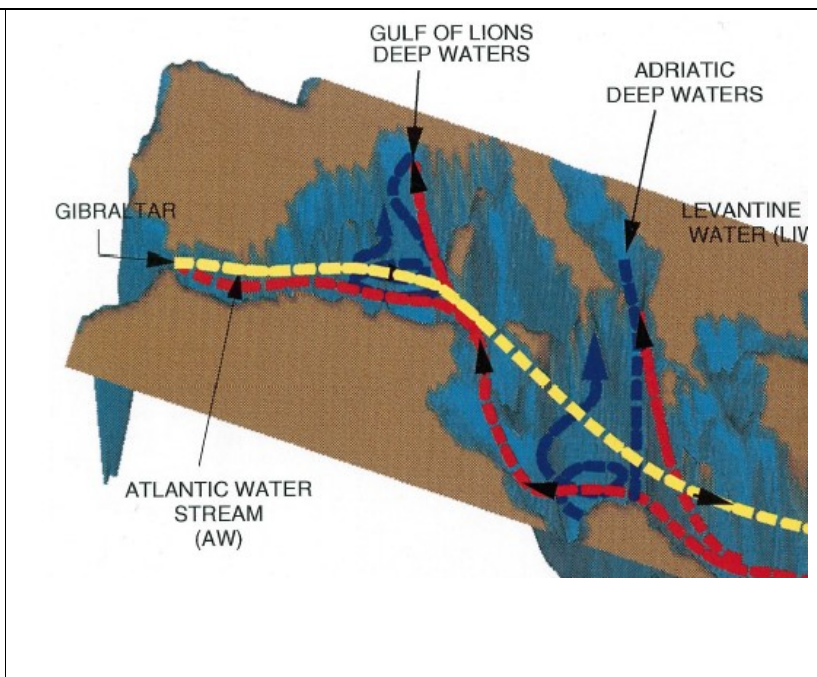 GULF OF LIONS
DEEP WATERS
ADRIATIC
DEEP WATERS
GIBRALTAR
LEVANTINE
WATER
ATLANTIC WATER
STREAM
(AW)